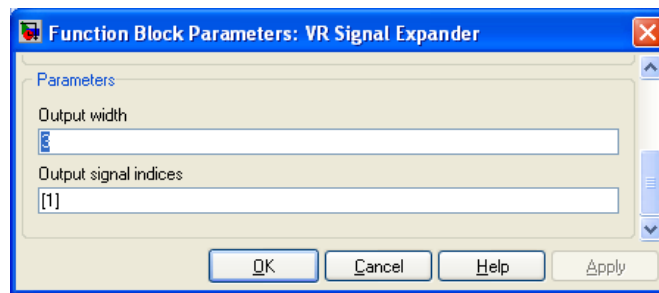 Function Block Parameters: VR Signal Expander
Parameters
Output width
3
Output signal indices
[1]
OK Cancel Help Apply